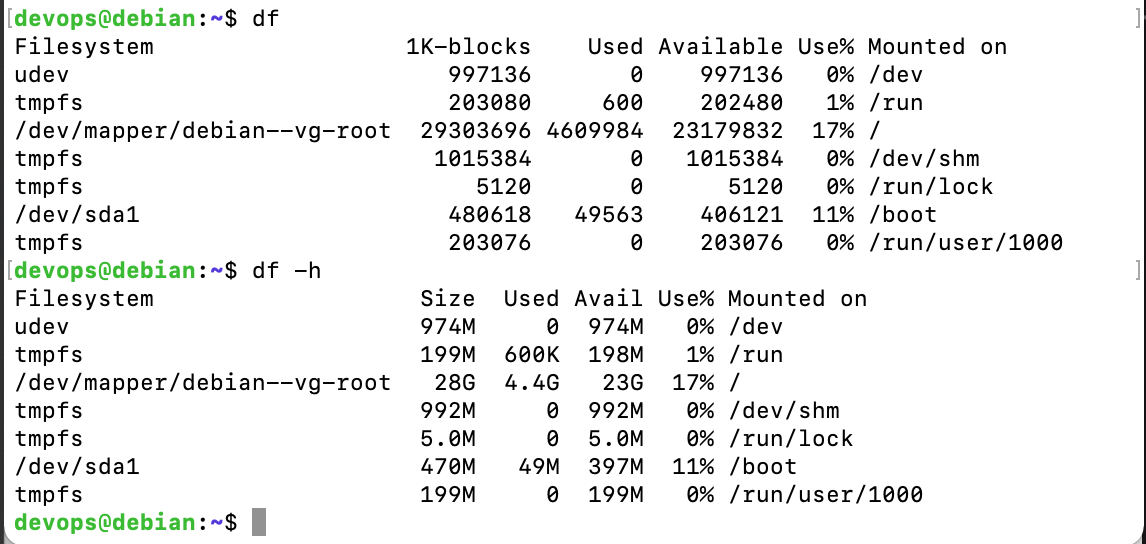 [devops@debian:~$ df ]
Filesystem                  1K-blocks    Used Available Use% Mounted on
udev                           997136       0    997136   0% /dev
tmpfs                          203080     600    202480   1% /run
/dev/mapper/debian--vg-root  29303696 4609984  23179832  17% /
tmpfs                         1015384       0   1015384   0% /dev/shm
tmpfs                            5120       0      5120   0% /run/lock
/dev/sda1                      480618   49563    406121  11% /boot
tmpfs                          203076       0    203076   0% /run/user/1000
[devops@debian:~$ df -h ]
Filesystem                   Size  Used Avail Use% Mounted on
udev                         974M     0  974M   0% /dev
tmpfs                        199M  600K  198M   1% /run
/dev/mapper/debian--vg-root   28G  4.4G   23G  17% /
tmpfs                        992M     0  992M   0% /dev/shm
tmpfs                        5.0M     0  5.0M   0% /run/lock
/dev/sda1                    470M   49M  397M  11% /boot
tmpfs                        199M     0  199M   0% /run/user/1000
devops@debian:~$